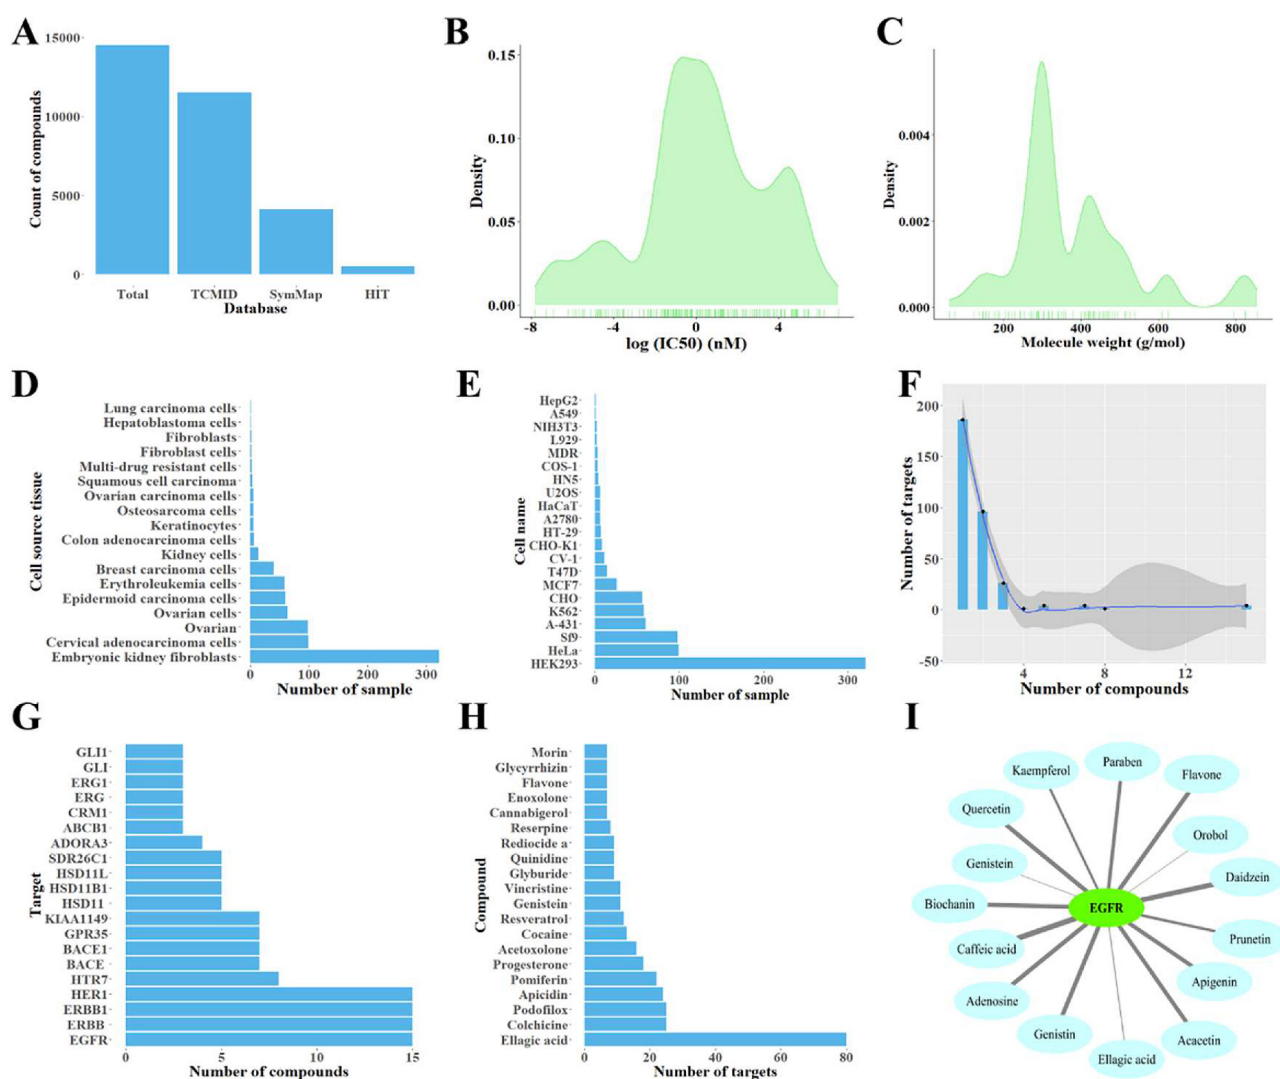 A
15000
10000
5000
0
Count of compounds
Total TCMID SymMap HIT
Database
B
0.15
0.10
0.05
0.00
Density
-8 -4 0 4
log (IC50) (nM)
C
0.004
0.002
0.000
Density
200 400 600 800
Molecule weight (g/mol)
D
Cell source tissue
Lung carcinoma cells
Hepatoblastoma cells
Fibroblasts
Fibroblast cells
Multi-drug resistant cells
Squamous cell carcinoma
Ovarian carcinoma cells
Osteosarcoma cells
Keratinocytes
Colon adenocarcinoma cells
Kidney cells
Breast carcinoma cells
Erythroleukemia cells
Epidermoid carcinoma cells
Ovarian cells
Ovarian
Cervical adenocarcinoma cells
Embryonic kidney fibroblasts
0 100 200 300
Number of sample
E
Cell name
HepG2
A549
NIH3T3
L929
MDR
COS-1
HN5
U2OS
HaCaT
A2780
HT-29
CHO-K1
CV-1
T47D
MCF7
CHO
K562
A-431
Sf9
HeLa
HEK293
0 100 200 300
Number of sample
F
200
150
100
50
0
-50
Number of targets
4 8 12
Number of compounds
G
Target
GLI1
GLI
ERG1
ERG
CRM1
ABCB1
ADORA3
SDR26C1
HSD11L
HSD11B1
HSD11
KIAA1149
GPR35
BACE1
BACE
HTR7
HER1
ERBB1
ERBB
EGFR
0 5 10 15
Number of compounds
H
Compound
Morin
Glycyrrhizin
Flavone
Enoxolone
Cannabigerol
Reserpine
Rediocide a
Quinidine
Glyburide
Vincristine
Genistein
Resveratrol
Cocaine
Acetoxolone
Progesterone
Pomiferin
Apicidin
Podofilox
Colchicine
Ellagic acid
0 20 40 60 80
Number of targets
I
Paraben
Kaempferol
Flavone
Quercetin
Orobol
Genistein
Daidzein
Biochanin
EGFR
Prunetin
Caffeic acid
Apigenin
Adenosine
Genistin
Acacetin
Ellagic acid